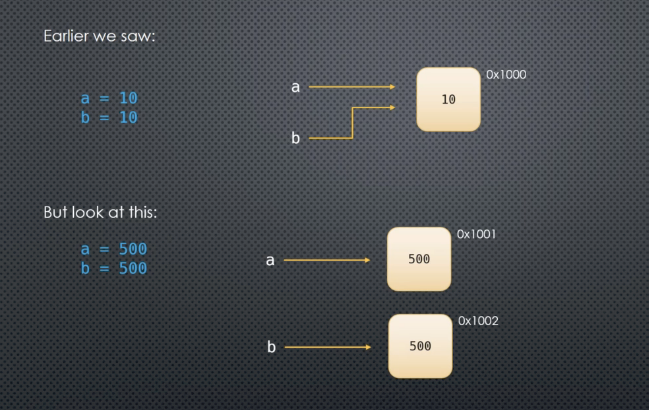 Earlier we saw:
a = 10
b = 10
a
b
10
0x1000
But look at this:
a = 500
b = 500
a
500
0x1001
b
500
0x1002